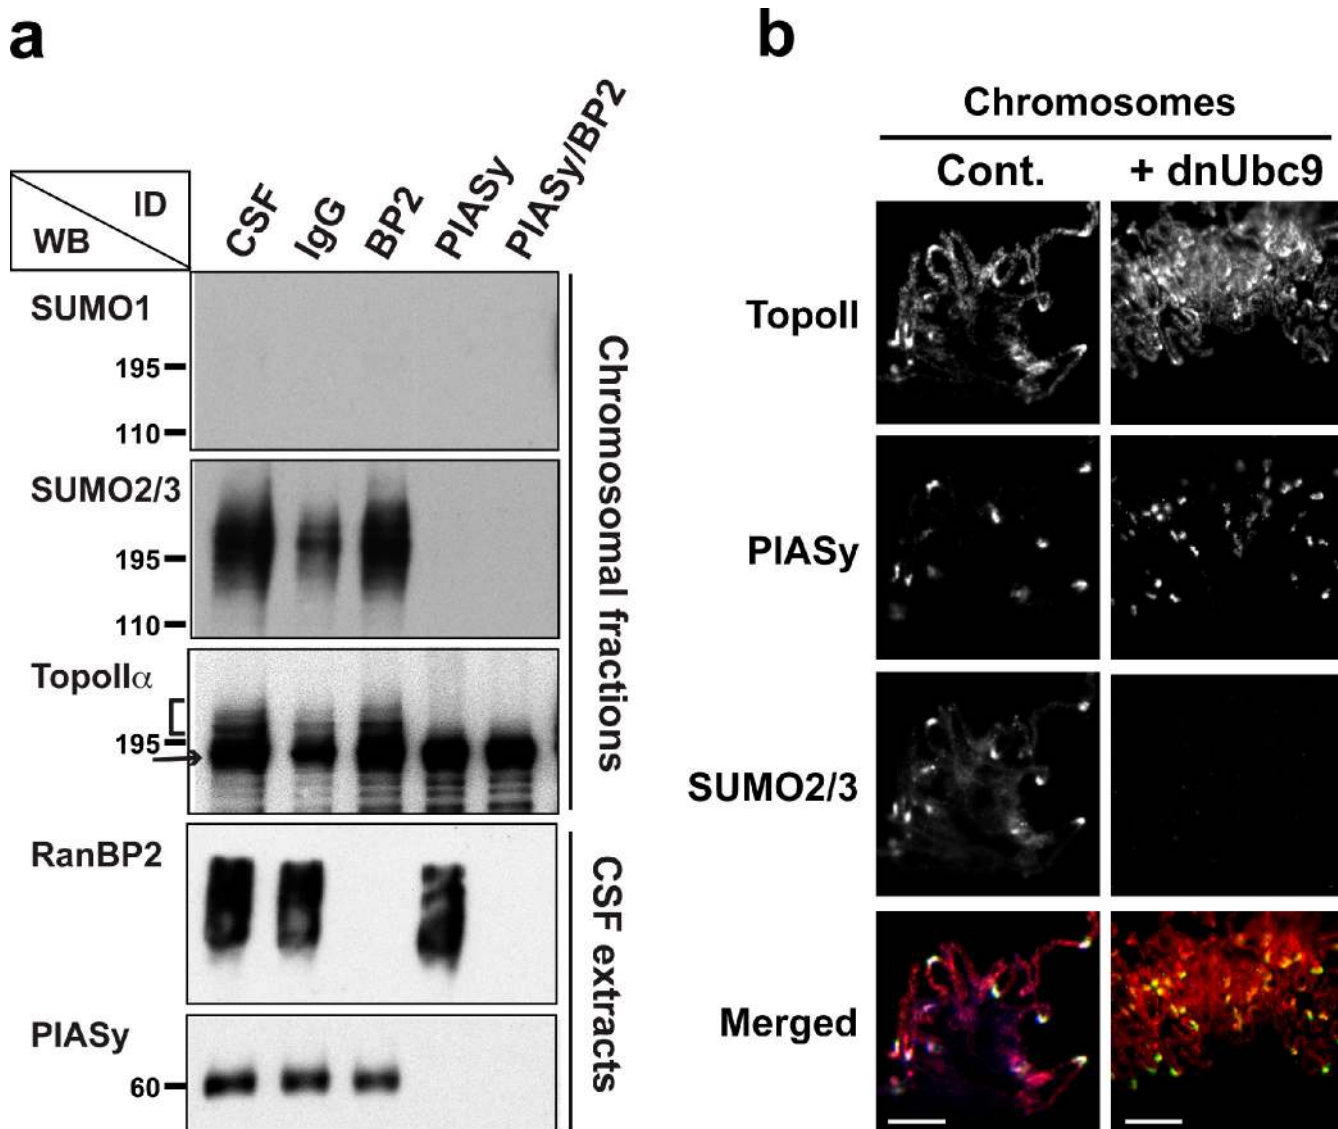 a
ID
WB
CSF
IgG
BP2
PIASy
PIASy/BP2
SUMO1
195
110
SUMO2/3
195
110
TopoIIα
195
RanBP2
PIASy
60
Chromosomal fractions
CSF extracts
b
Chromosomes
Cont.
+ dnUbc9
TopoII
PIASy
SUMO2/3
Merged